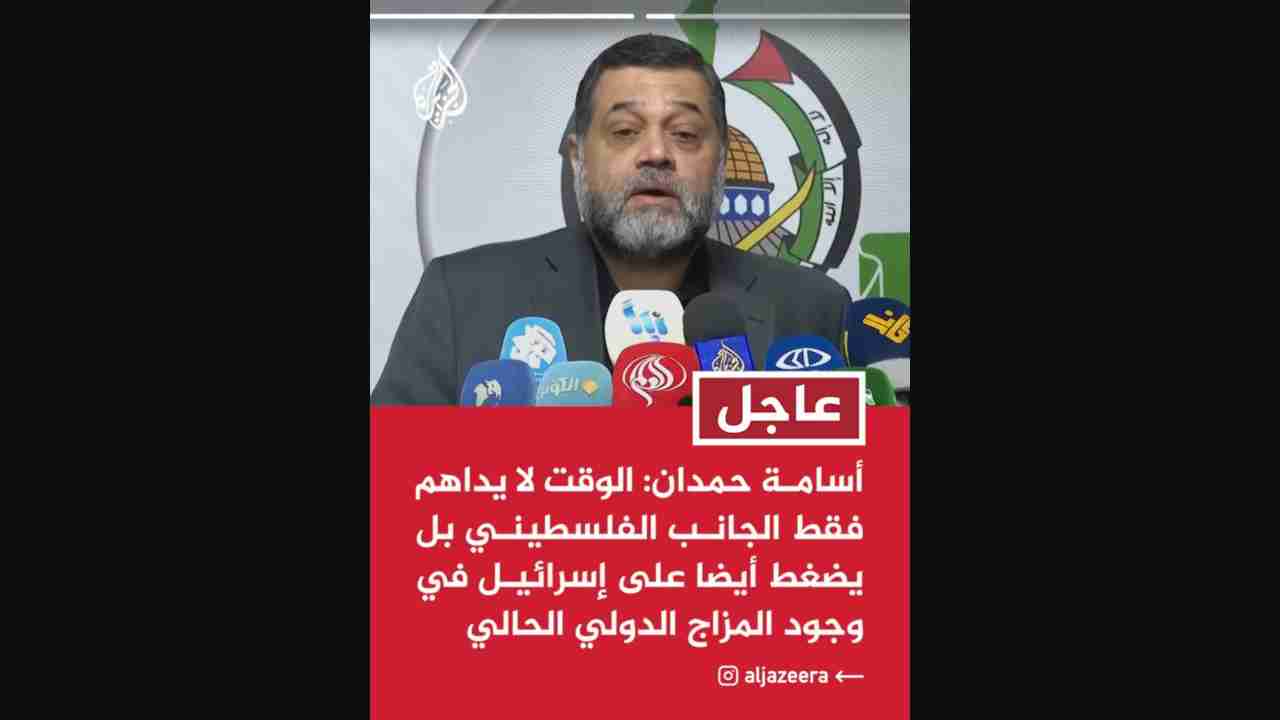 الجزيرة
عاجل
أسامة حمدان: الوقت لا يداهم
فقط الجانب الفلسطيني بل
يضغط أيضا على إسرائيل في
وجود المزاج الدولي الحالي
aljazeera